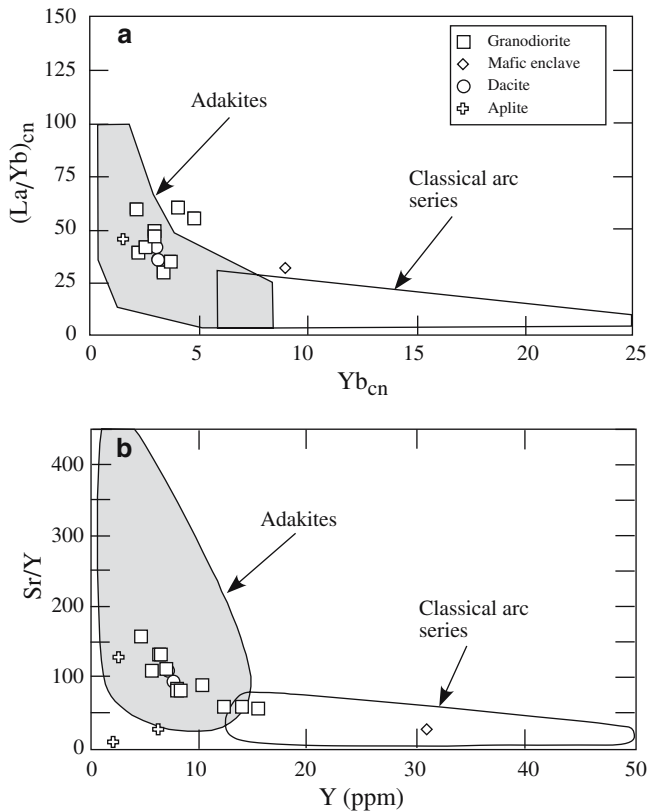 a
150
125
100
75
50
25
0
(La/Yb)cn
Granodiorite
Mafic enclave
Dacite
Aplite
Adakites
Classical arc
series
0
5
10
15
20
25
Ybcn
b
400
300
200
100
0
Sr/Y
Adakites
Classical arc
series
0
10
20
30
40
50
Y (ppm)